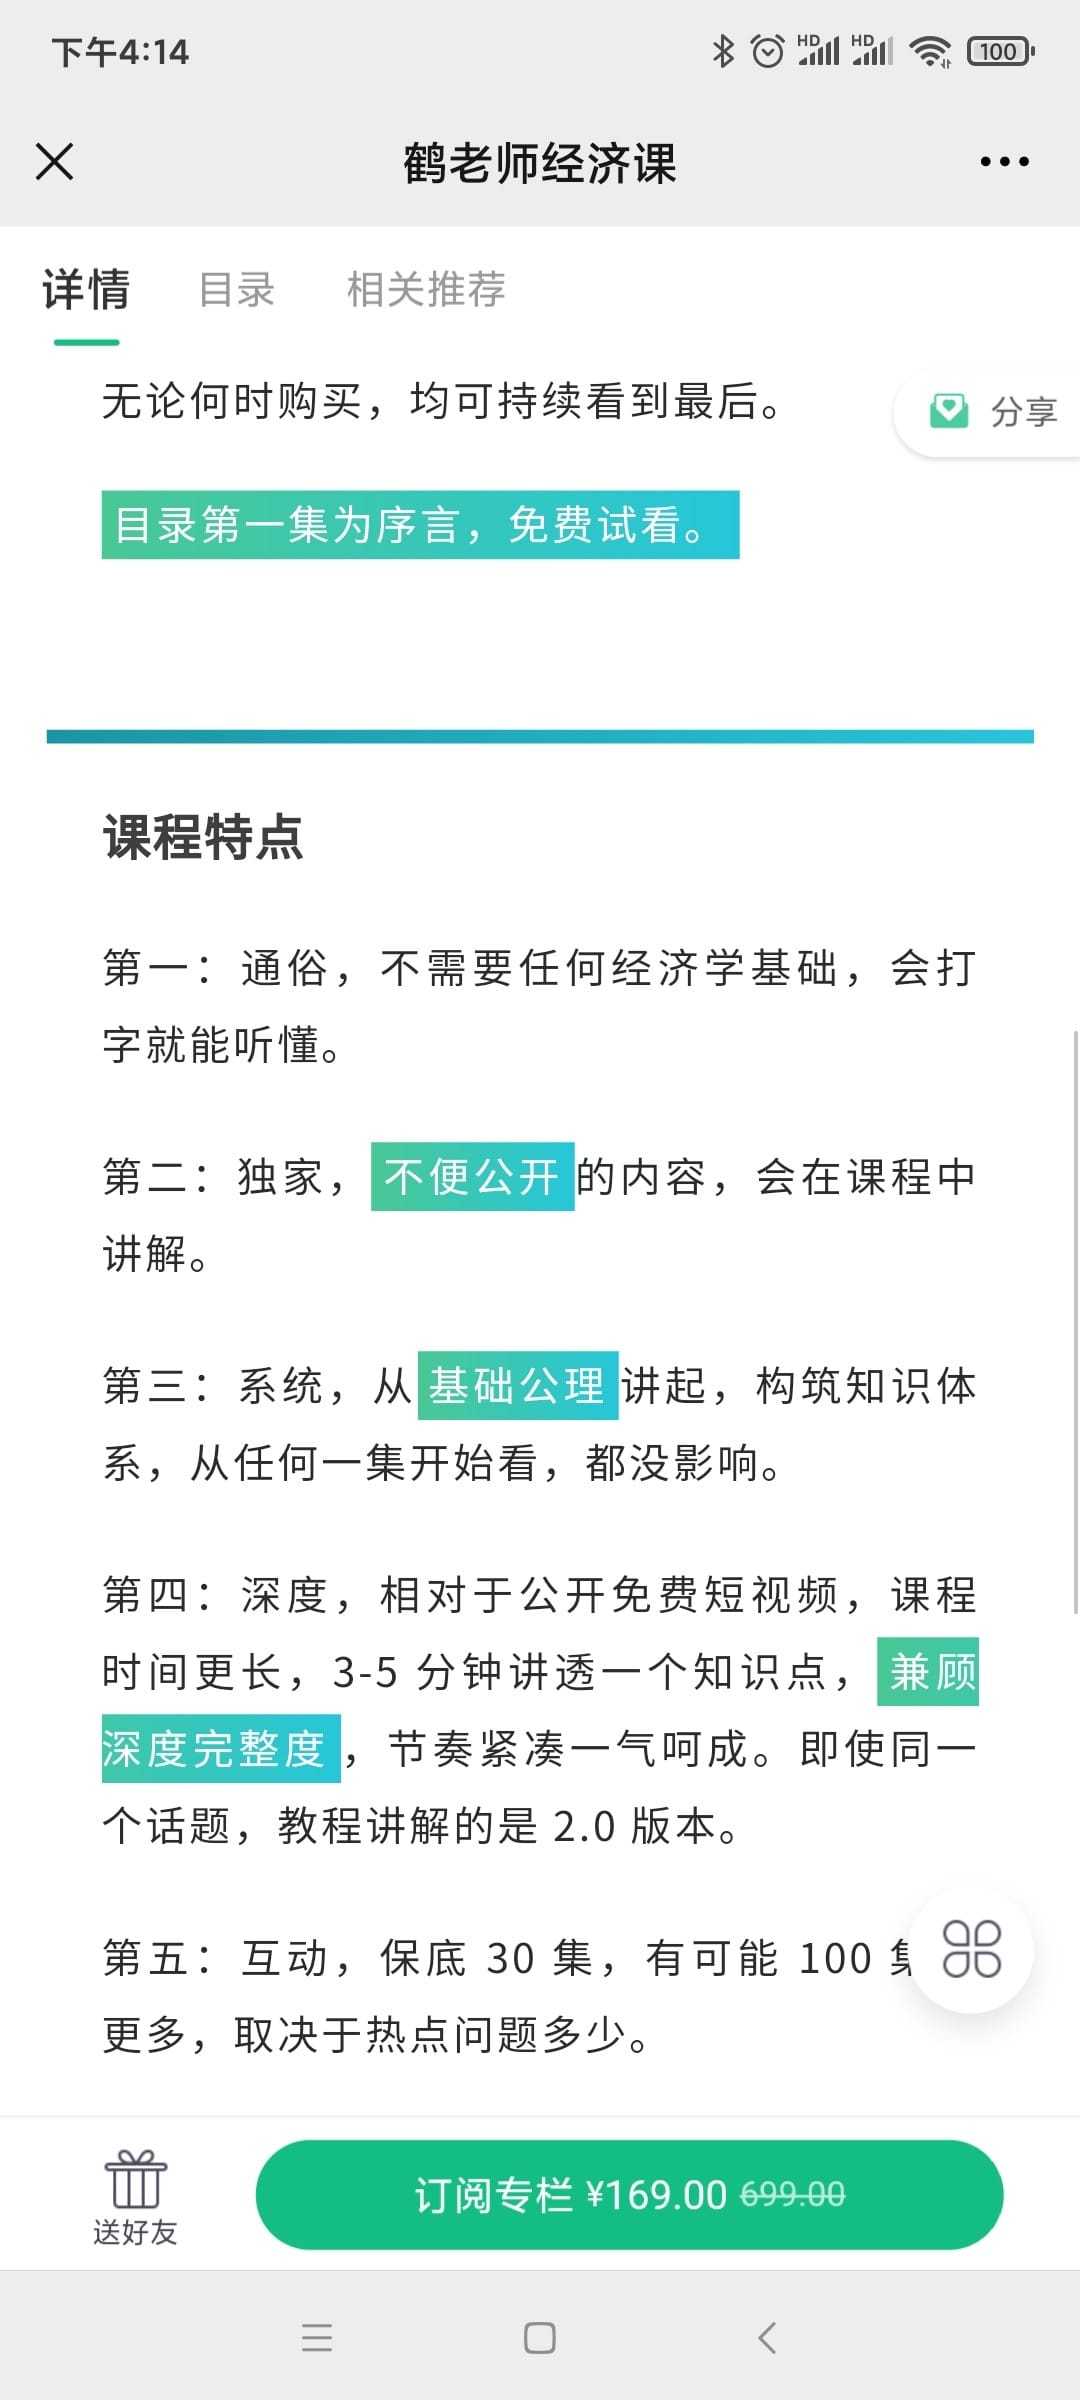 下午4:14
HD HD 100
鹤老师经济课
详情 目录 相关推荐
无论何时购买，均可持续看到最后。
分享
目录第一集为序言，免费试看。
课程特点
第一：通俗，不需要任何经济学基础，会打
字就能听懂。
第二：独家，不便公开的内容，会在课程中
讲解。
第三：系统，从基础公理讲起，构筑知识体
系，从任何一集开始看，都没影响。
第四：深度，相对于公开免费短视频，课程
时间更长，3-5 分钟讲透一个知识点，兼顾
深度完整度，节奏紧凑一气呵成。即使同一
个话题，教程讲解的是 2.0 版本。
第五：互动，保底 30 集，有可能 100 集
更多，取决于热点问题多少。
送好友
订阅专栏 ¥169.00 699.00